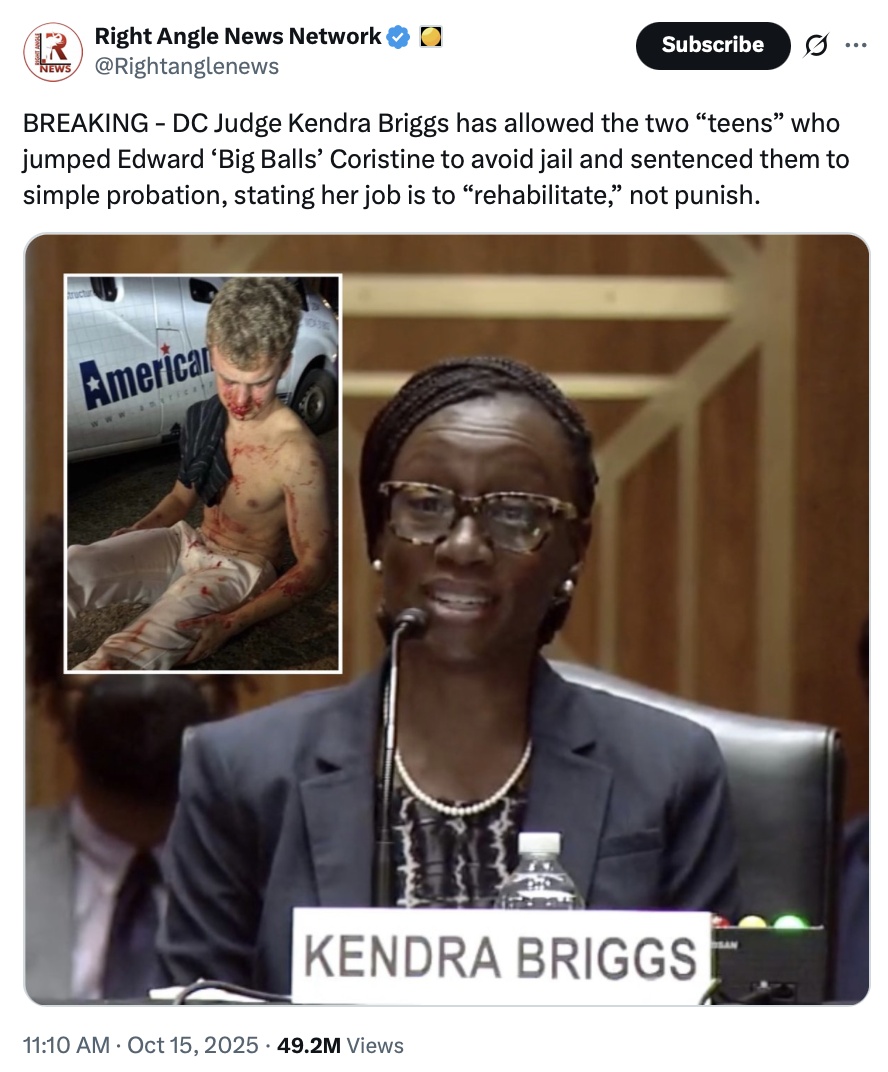 Right Angle News Network
@Rightanglenews
Subscribe
BREAKING - DC Judge Kendra Briggs has allowed the two “teens” who
jumped Edward ‘Big Balls’ Coristine to avoid jail and sentenced them to
simple probation, stating her job is to “rehabilitate,” not punish.
American
KENDRA BRIGGS
11:10 AM · Oct 15, 2025 · 49.2M Views